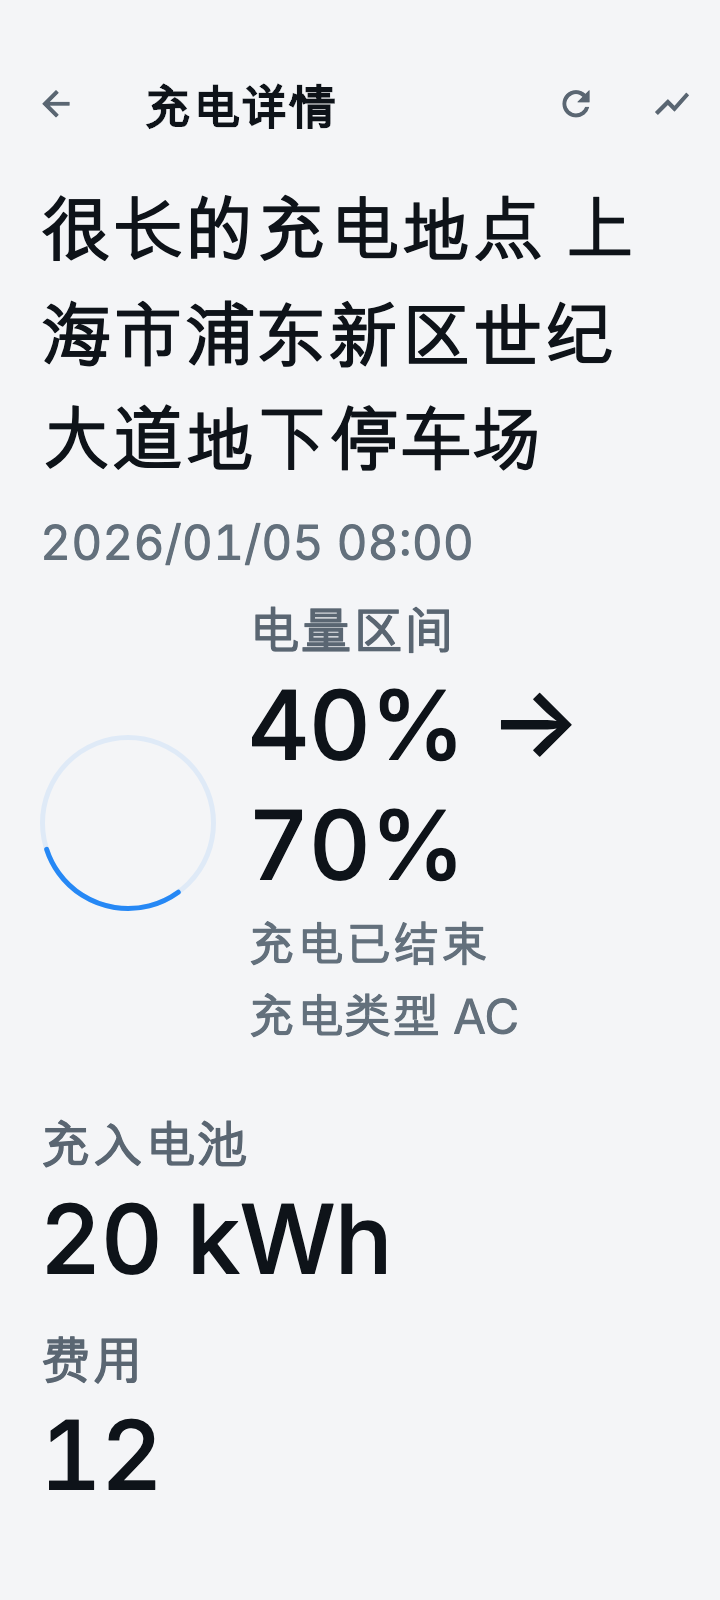 充电详情
很长的充电地点 上
海市浦东新区世纪
大道地下停车场
2026/01/05 08:00
电量区间
40% →
70%
充电已结束
充电类型 AC
充入电池
20 kWh
费用
12